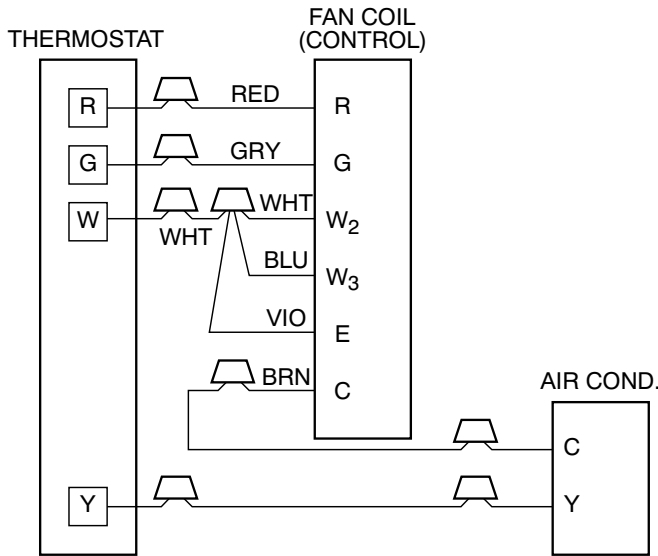 THERMOSTAT
FAN COIL
(CONTROL)
R RED R
G GRY G
W WHT WHT W2
BLU W3
VIO E
BRN C
AIR COND.
C
Y Y